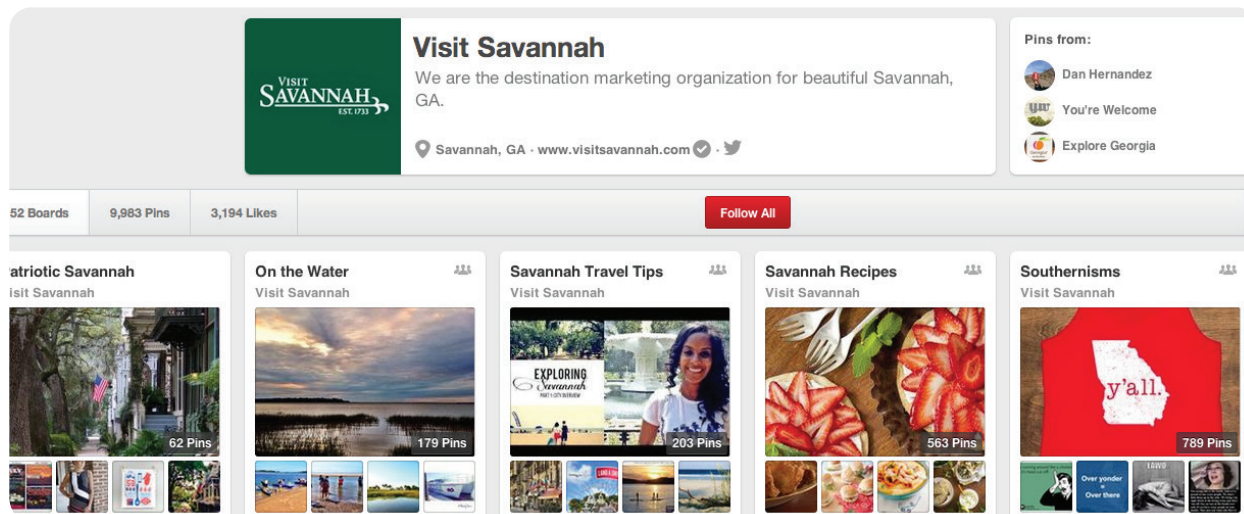 Visit Savannah
We are the destination marketing organization for beautiful Savannah,
GA.
Savannah, GA · www.visitsavannah.com ·
VISIT
SAVANNAH
EST. 1733
Pins from:
Dan Hernandez
You're Welcome
Explore Georgia
52 Boards
9,983 Pins
3,194 Likes
Follow All
atriotic Savannah
isit Savannah
62 Pins
On the Water
Visit Savannah
179 Pins
Savannah Travel Tips
Visit Savannah
EXPLORING
Savannah
PART 1: CITY OVERVIEW
203 Pins
Savannah Recipes
Visit Savannah
563 Pins
Southernisms
Visit Savannah
y'all.
789 Pins
Over yonder
=
Over there